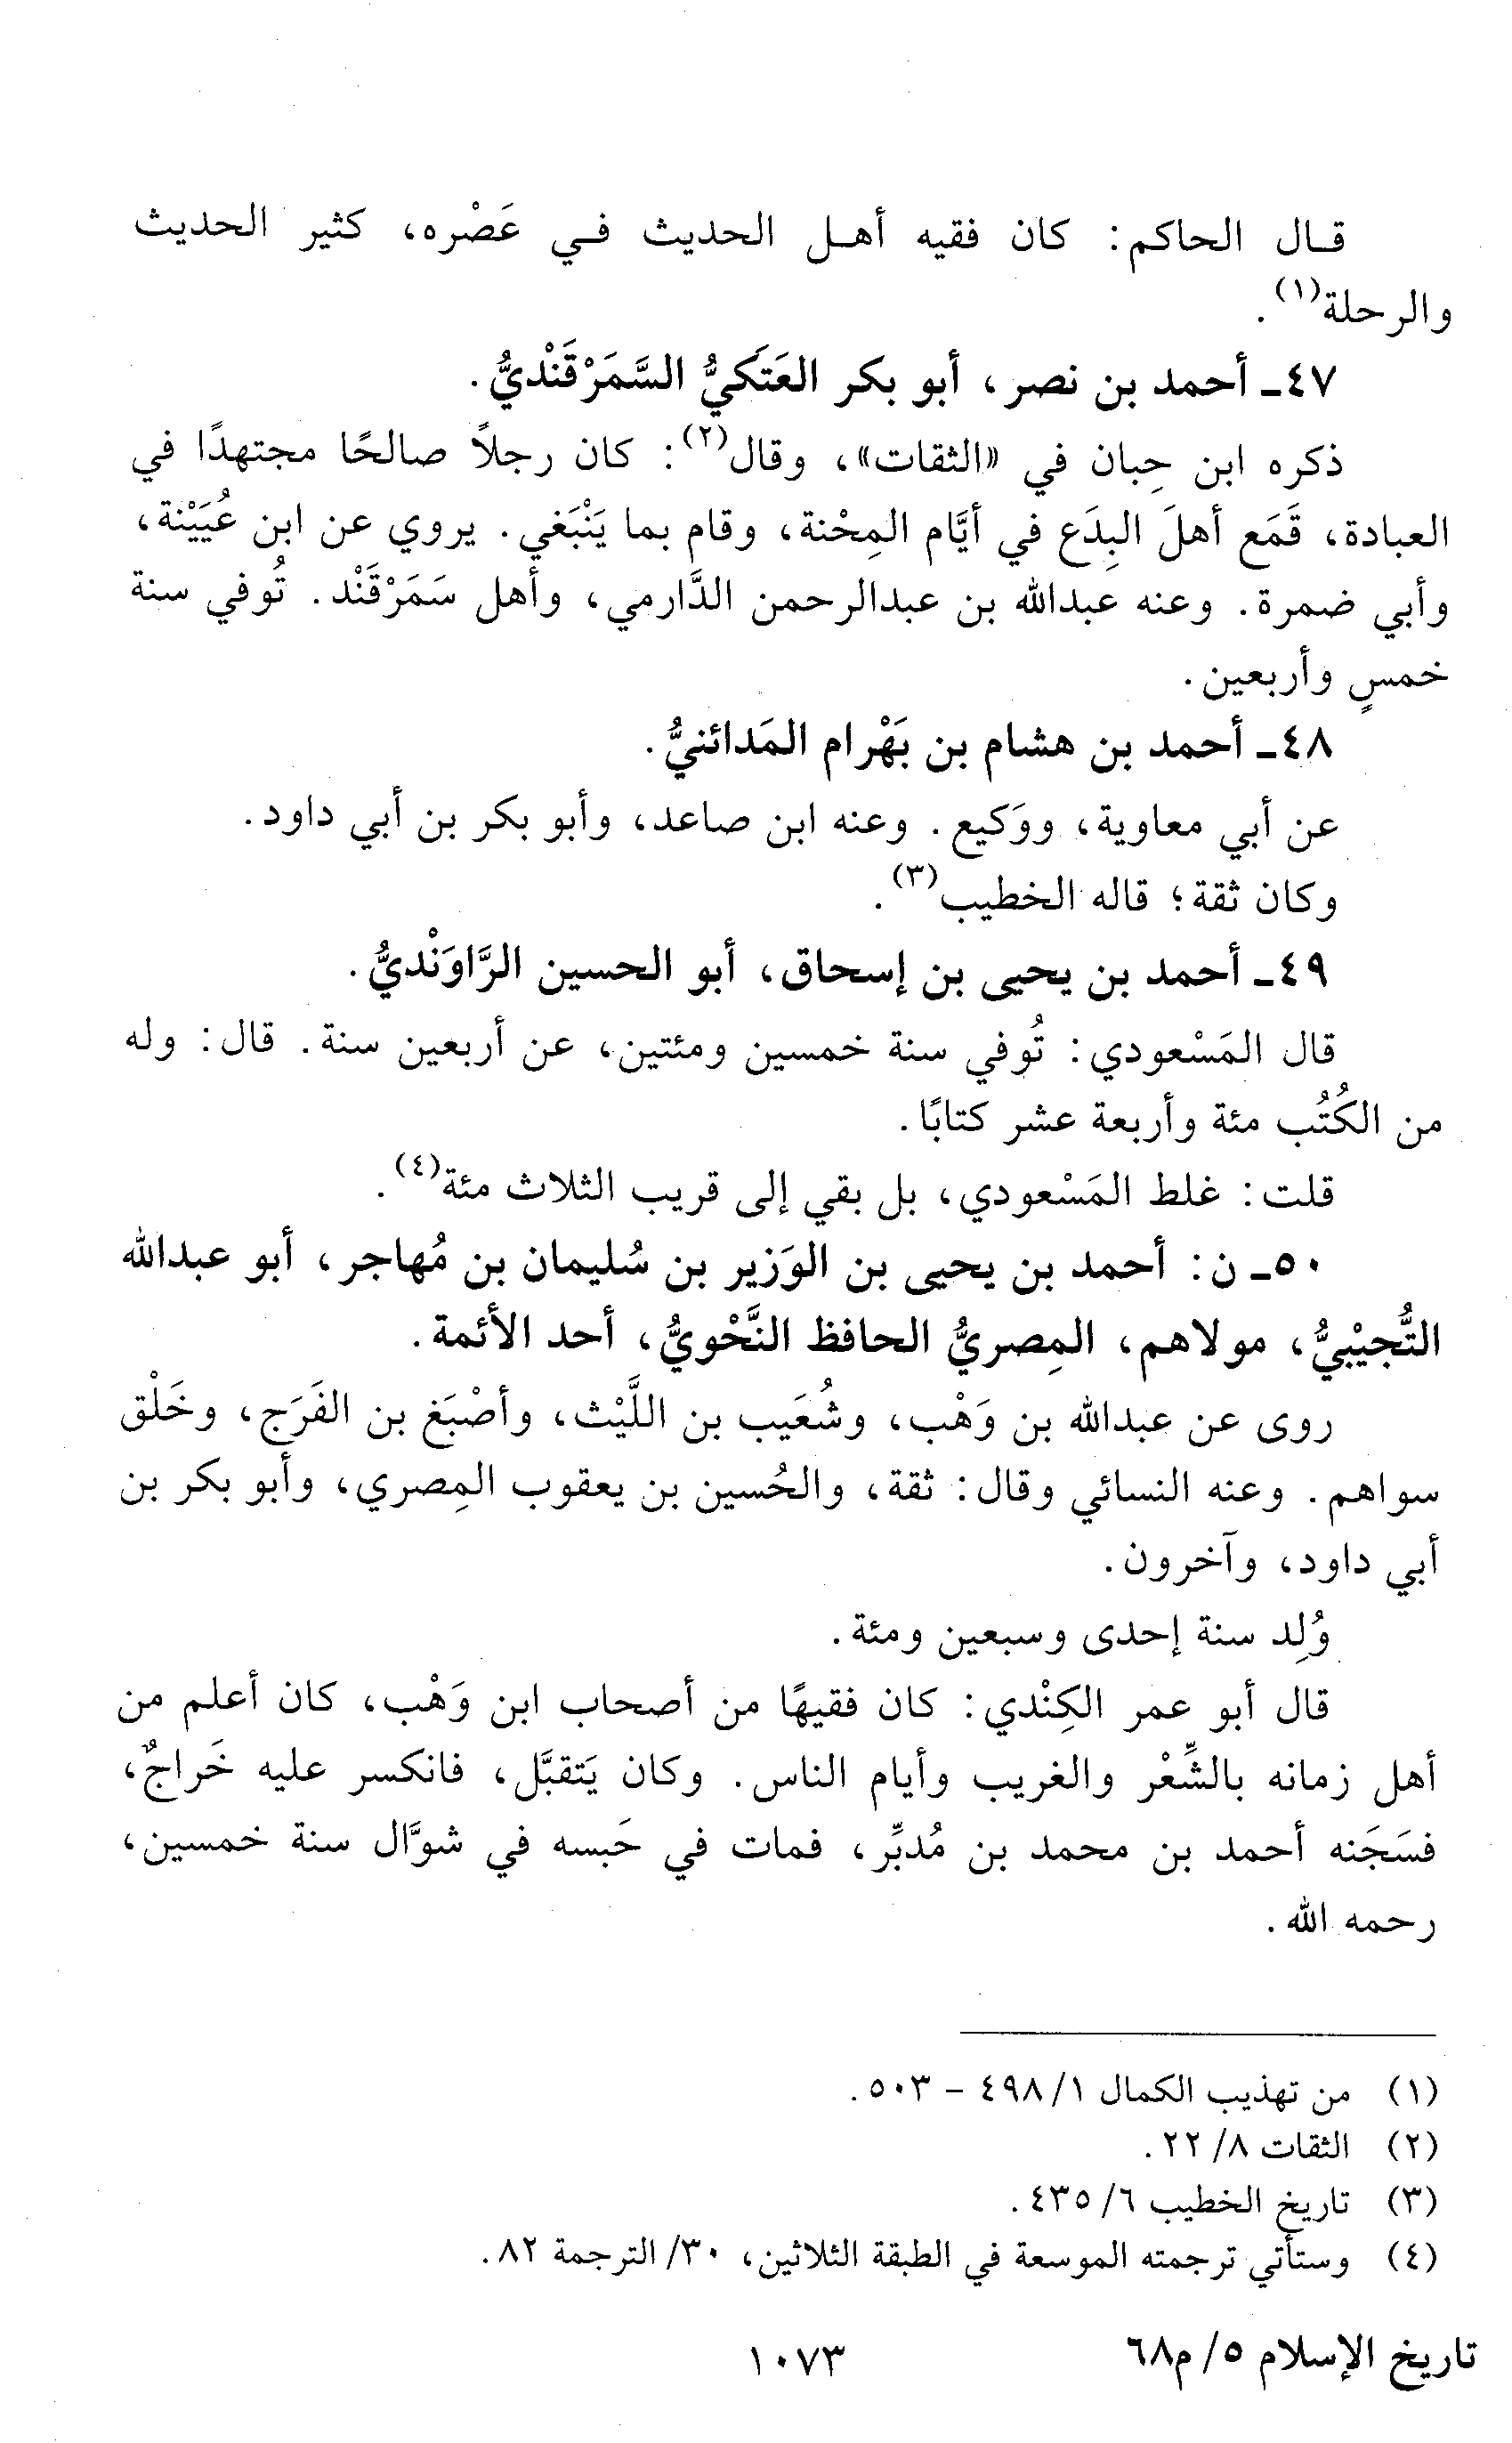 قال الحاكم: كان فقيه أهل الحديث في عَصْره، كثير الحديث
والرحلة(١).
٤٧ـ أحمد بن نصر، أبو بكر العَتَكيُّ السَّمَرْقَنْديُّ.
ذكره ابن حِبان في «الثقات»، وقال(٢): كان رجلاً صالحًا مجتهدًا في
العبادة، قَمَع أهلَ البِدَع في أيَّام المِحْنة، وقام بما يَنْبَغي. يروي عن ابن عُيَيْنة،
وأبي ضمرة. وعنه عبدالله بن عبدالرحمن الدَّارمي، وأهل سَمَرْقَنْد. تُوفي سنة
خمسٍ وأربعين.
٤٨ـ أحمد بن هشام بن بَهْرام المَدائنيُّ.
عن أبي معاوية، ووَكيع. وعنه ابن صاعد، وأبو بكر بن أبي داود.
وكان ثقة؛ قاله الخطيب(٣).
٤٩ـ أحمد بن يحيى بن إسحاق، أبو الحسين الرَّاوَنْديُّ.
قال المَسْعودي: تُوفي سنة خمسين ومئتين، عن أربعين سنة. قال: وله
من الكُتُب مئة وأربعة عشر كتابًا.
قلت: غلط المَسْعودي، بل بقي إلى قريب الثلاث مئة(٤).
٥٠ـ ن: أحمد بن يحيى بن الوَزير بن سُليمان بن مُهاجر، أبو عبدالله
التُّجيْبيُّ، مولاهم، المِصريُّ الحافظ النَّحْويُّ، أحد الأئمة.
روى عن عبدالله بن وَهْب، وشُعَيب بن اللَّيْث، وأصْبَغ بن الفَرَج، وخَلْق
سواهم. وعنه النسائي وقال: ثقة، والحُسين بن يعقوب المِصري، وأبو بكر بن
أبي داود، وآخرون.
وُلِد سنة إحدى وسبعين ومئة.
قال أبو عمر الكِنْدي: كان فقيهًا من أصحاب ابن وَهْب، كان أعلم من
أهل زمانه بالشِّعْر والغريب وأيام الناس. وكان يَتقبَّل، فانكسر عليه خَراجٌ،
فسَجَنه أحمد بن محمد بن مُدبِّر، فمات في حَبسه في شوَّال سنة خمسين،
رحمه الله.
(١) من تهذيب الكمال ١/ ٤٩٨ - ٥٠٣.
(٢) الثقات ٨/ ٢٢.
(٣) تاريخ الخطيب ٦/ ٤٣٥.
(٤) وستأتي ترجمته الموسعة في الطبقة الثلاثين، ٣٠/ الترجمة ٨٢.
تاريخ الإسلام ٥/ م٦٨ ١٠٧٣